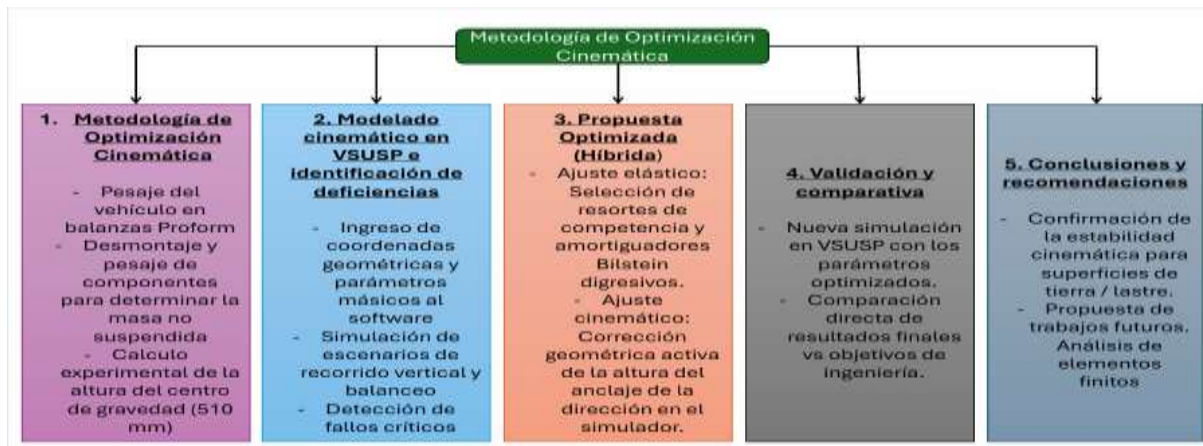 Metodología de Optimización
Cinemática
1. Metodología de
Optimización
Cinemática
- Pesaje del
vehículo en
balanzas Proform
- Desmontaje y
pesaje de
componentes
para determinar la
masa no
suspendida
- Calculo
experimental de la
altura del centro
de gravedad (510
mm)
2. Modelado
cinemático en
VSUSP e
identificación de
deficiencias
- Ingreso de
coordenadas
geométricas y
parámetros
másicos al
software
- Simulación de
escenarios de
recorrido vertical y
balanceo
- Detección de
fallos críticos
3. Propuesta
Optimizada
(Híbrida)
- Ajuste elástico:
Selección de
resortes de
competencia y
amortiguadores
Bilstein
digresivos.
- Ajuste
cinemático:
Corrección
geométrica activa
de la altura del
anclaje de la
dirección en el
simulador.
4. Validación y
comparativa
- Nueva simulación
en VSUSP con los
parámetros
optimizados.
- Comparación
directa de
resultados finales
vs objetivos de
ingeniería.
5. Conclusiones y
recomendaciones
- Confirmación de
la estabilidad
cinemática para
superficies de
tierra / lastre.
- Propuesta de
trabajos futuros.
Análisis de
elementos
finitos